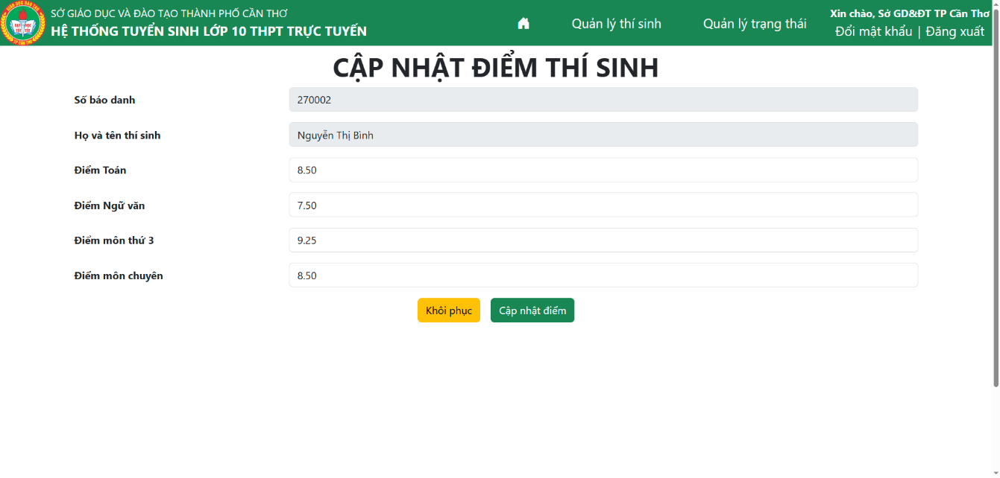 SỞ GIÁO DỤC VÀ ĐÀO TẠO THÀNH PHỐ CẦN THƠ
HỆ THỐNG TUYỂN SINH LỚP 10 THPT TRỰC TUYẾN
Quản lý thí sinh
Quản lý trạng thái
Xin chào, Sở GD&ĐT TP Cần Thơ
Đổi mật khẩu | Đăng xuất
CẬP NHẬT ĐIỂM THÍ SINH
Số báo danh
270002
Họ và tên thí sinh
Nguyễn Thị Bình
Điểm Toán
8.50
Điểm Ngữ văn
7.50
Điểm môn thứ 3
9.25
Điểm môn chuyên
8.50
Khôi phục
Cập nhật điểm